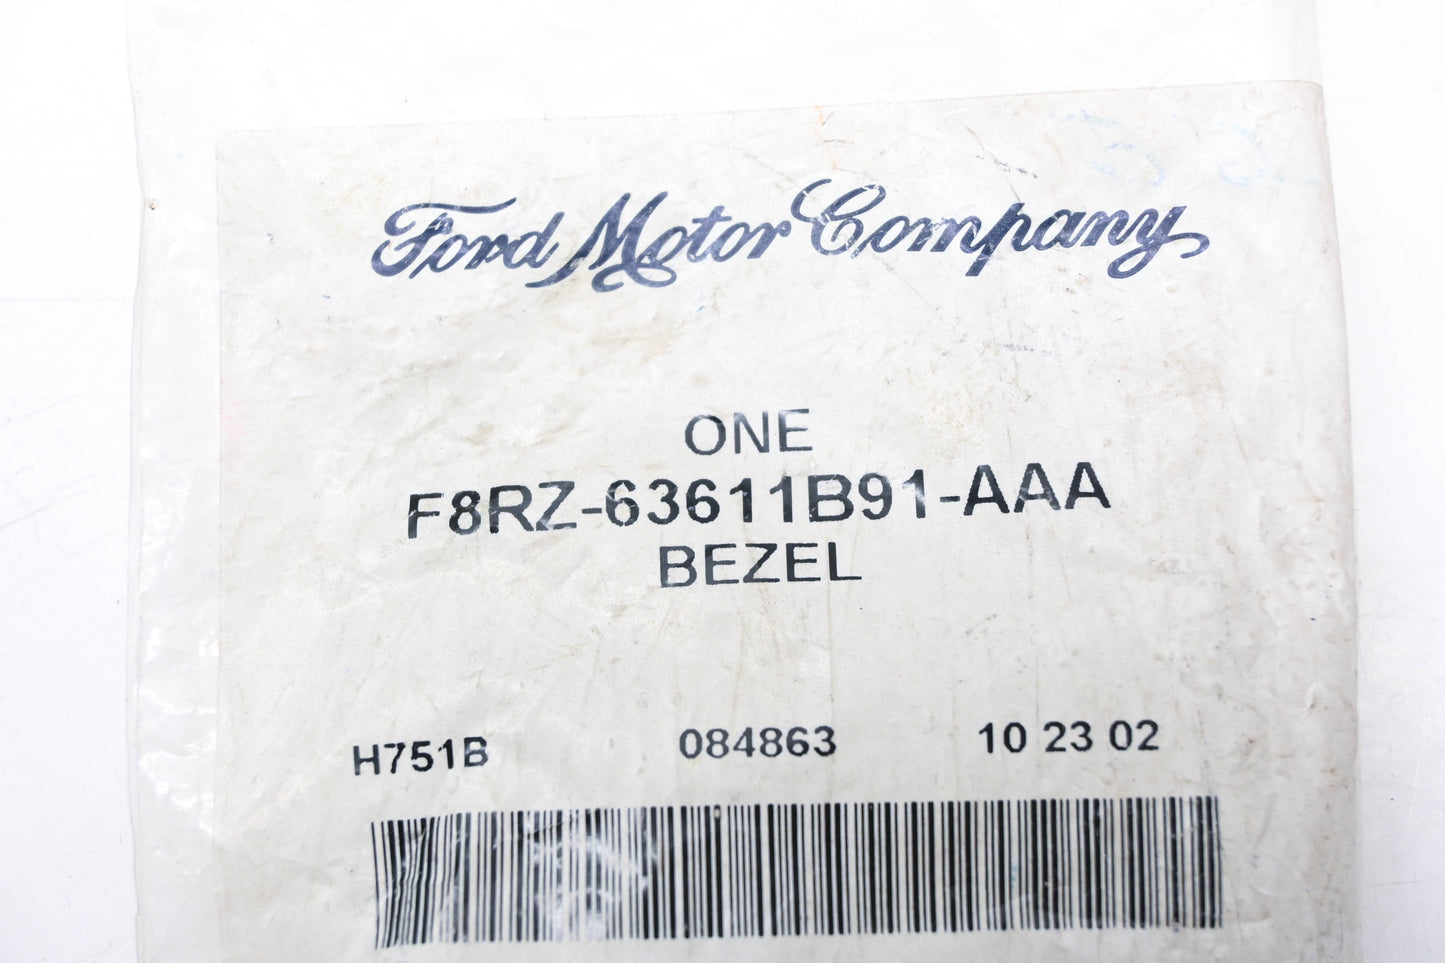 Ford Motor Company
ONE
F8RZ-63611B91-AAA
BEZEL
H751B 084863 10 23 02